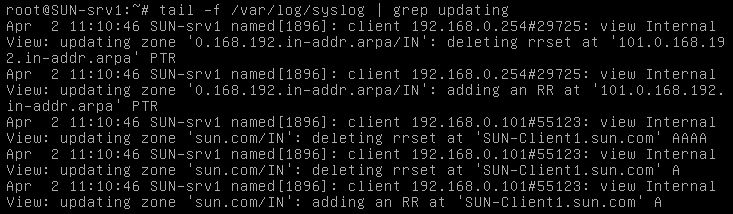 root@SUN-srv1:~# tail -f /var/log/syslog | grep updating
Apr  2 11:10:46 SUN-srv1 named[1896]: client 192.168.0.254#29725: view Internal
View: updating zone '0.168.192.in-addr.arpa/IN': deleting rrset at '101.0.168.19
2.in-addr.arpa' PTR
Apr  2 11:10:46 SUN-srv1 named[1896]: client 192.168.0.254#29725: view Internal
View: updating zone '0.168.192.in-addr.arpa/IN': adding an RR at '101.0.168.192.
in-addr.arpa' PTR
Apr  2 11:10:46 SUN-srv1 named[1896]: client 192.168.0.101#55123: view Internal
View: updating zone 'sun.com/IN': deleting rrset at 'SUN-Client1.sun.com' AAAA
Apr  2 11:10:46 SUN-srv1 named[1896]: client 192.168.0.101#55123: view Internal
View: updating zone 'sun.com/IN': deleting rrset at 'SUN-Client1.sun.com' A
Apr  2 11:10:46 SUN-srv1 named[1896]: client 192.168.0.101#55123: view Internal
View: updating zone 'sun.com/IN': adding an RR at 'SUN-Client1.sun.com' A